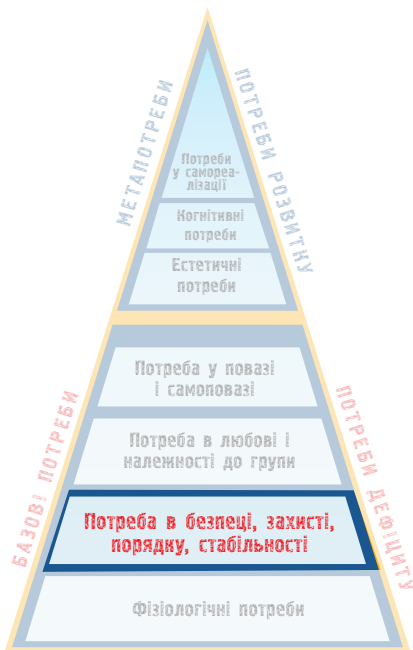 МЕТАПОТРЕБИ
ПОТРЕБИ РОЗВИТКУ
Потреби
у самореа-
лізації
Когнітивні
потреби
Естетичні
потреби
БАЗОВІ ПОТРЕБИ
ПОТРЕБИ ДЕФІЦИТУ
Потреба у повазі
і самоповазі
Потреба в любові і
належності до групи
Потреба в безпеці, захисті,
порядку, стабільності
Фізіологічні потреби